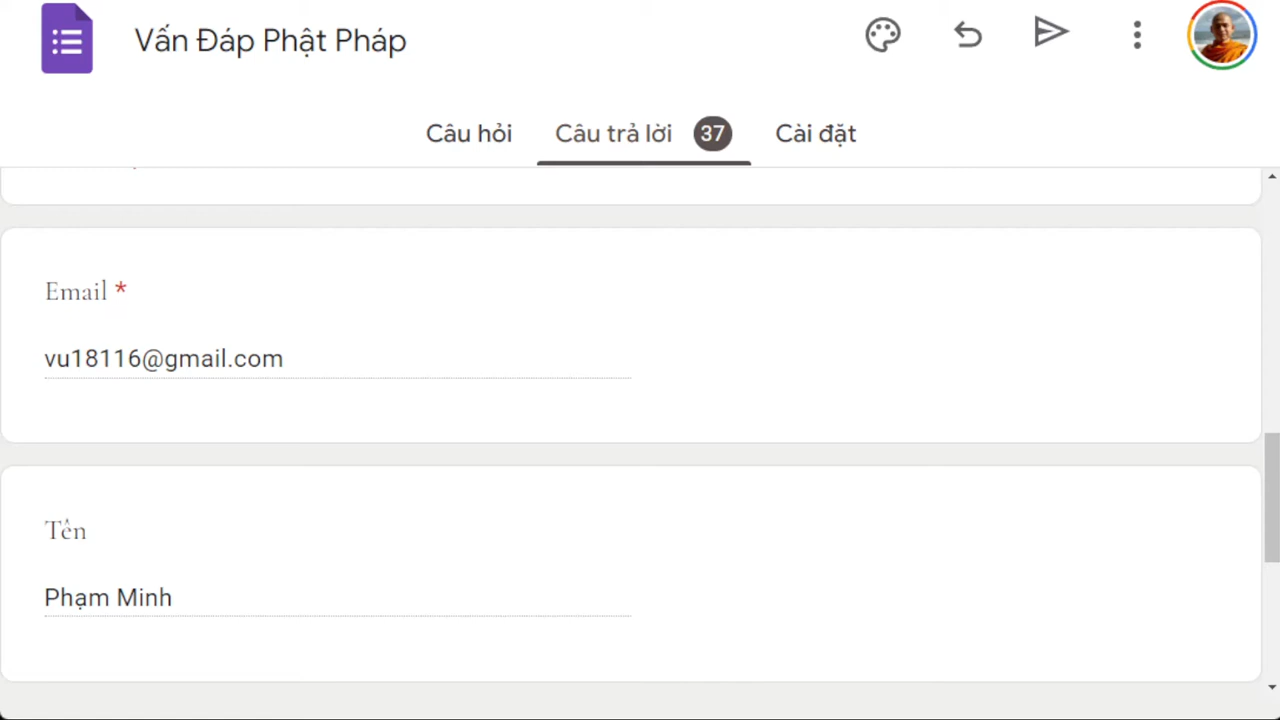 Vấn Đáp Phật Pháp
Câu hỏi
Câu trả lời 37
Cài đặt
Email *
vu18116@gmail.com
Tên
Phạm Minh